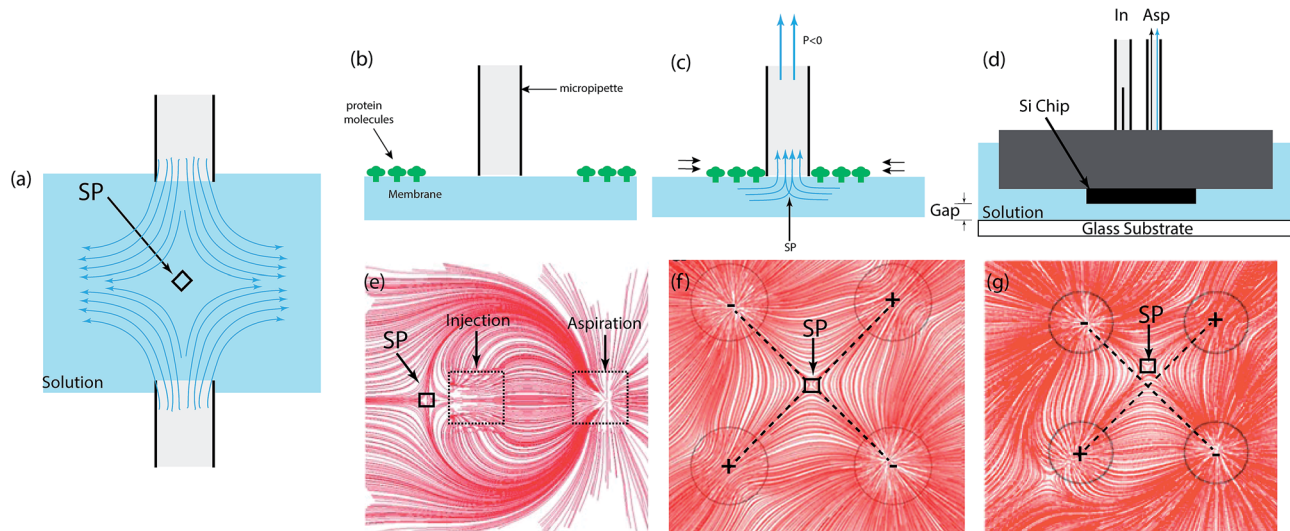 (a)
SP
Solution
(b)
protein
molecules
micropipette
Membrane
(c)
P<0
SP
(d)
In
Asp
Si Chip
Gap
Solution
Glass Substrate
(e)
Injection
Aspiration
SP
(f)
-
+
SP
+
-
(g)
-
+
SP
+
-